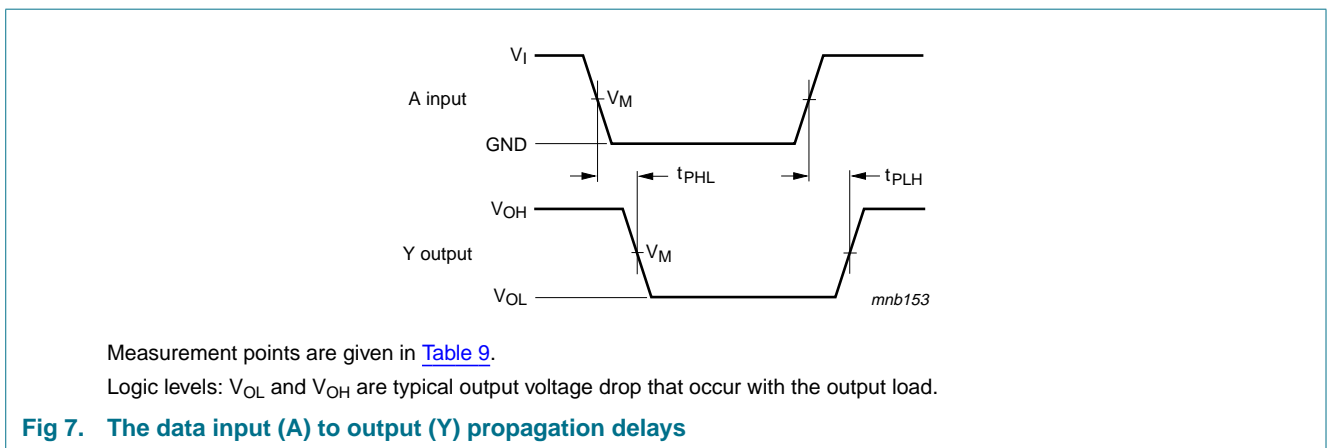 V_I
A input
V_M
GND
t_PHL
t_PLH
V_OH
Y output
V_M
V_OL
mnb153
Measurement points are given in Table 9.
Logic levels: V_OL and V_OH are typical output voltage drop that occur with the output load.
Fig 7. The data input (A) to output (Y) propagation delays